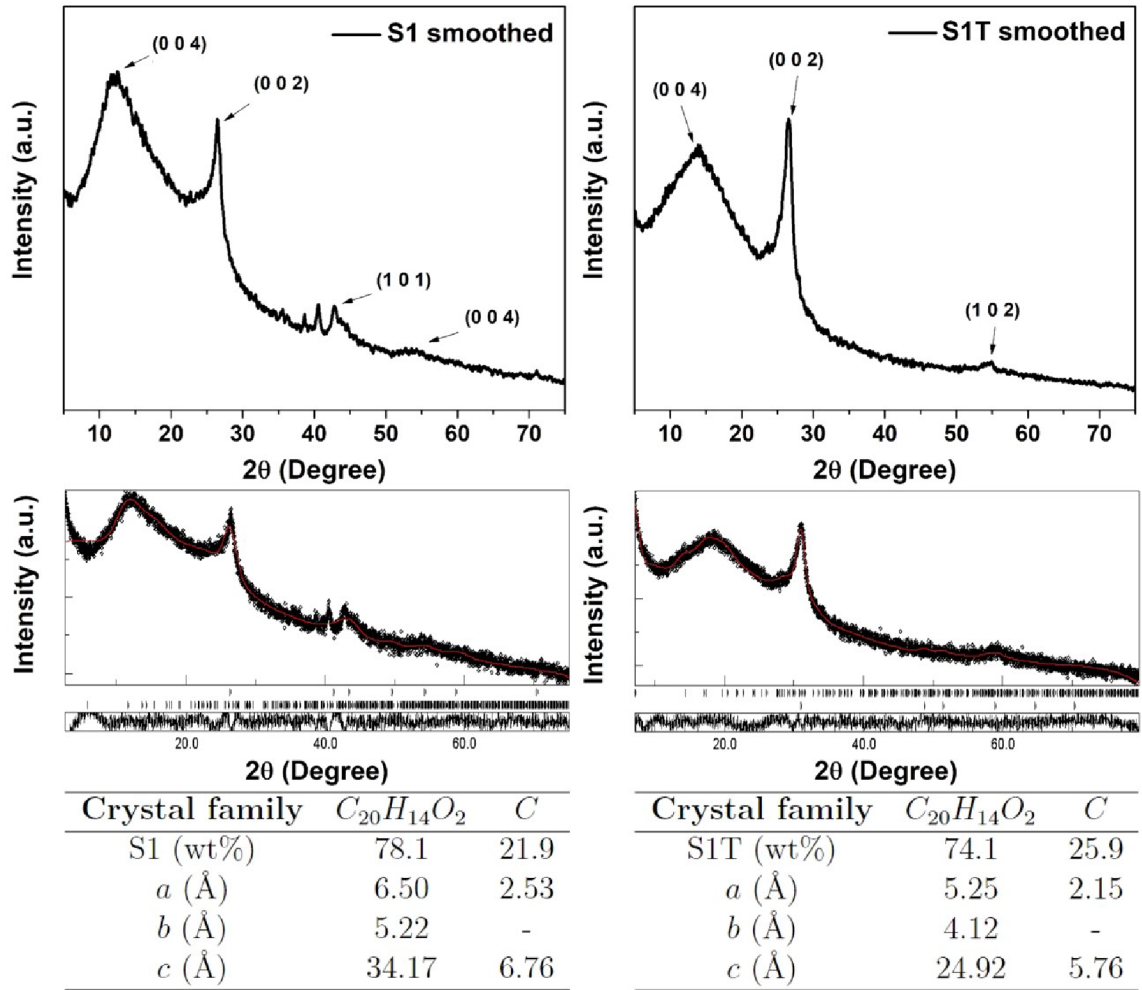 S1 smoothed
(0 0 4)
(0 0 2)
(1 0 1)
(0 0 4)
Intensity (a.u.)
10 20 30 40 50 60 70
2θ (Degree)
S1T smoothed
(0 0 2)
(0 0 4)
(1 0 2)
Intensity (a.u.)
10 20 30 40 50 60 70
2θ (Degree)
Intensity (a.u.)
20.0 40.0 60.0
2θ (Degree)
Intensity (a.u.)
20.0 40.0 60.0
2θ (Degree)
Crystal family C₂₀H₁₄O₂ C
S1 (wt%) 78.1 21.9
a (Å) 6.50 2.53
b (Å) 5.22 -
c (Å) 34.17 6.76
Crystal family C₂₀H₁₄O₂ C
S1T (wt%) 74.1 25.9
a (Å) 5.25 2.15
b (Å) 4.12 -
c (Å) 24.92 5.76